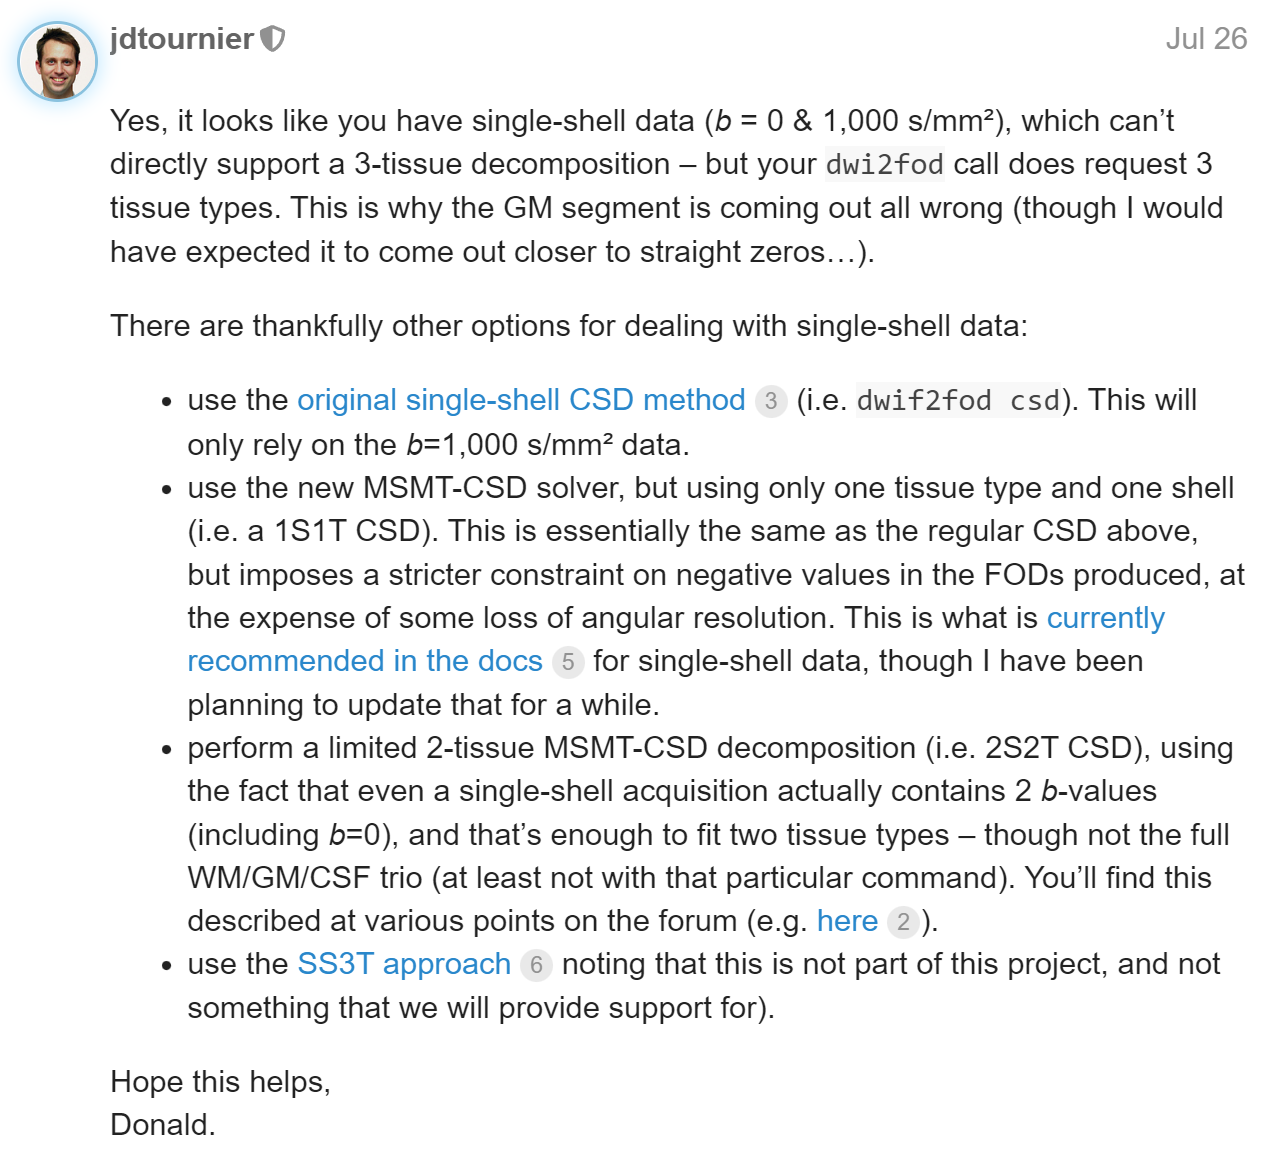 jdtournier
Jul 26
Yes, it looks like you have single-shell data (b = 0 & 1,000 s/mm²), which can’t
directly support a 3-tissue decomposition – but your dwi2fod call does request 3
tissue types. This is why the GM segment is coming out all wrong (though I would
have expected it to come out closer to straight zeros…).
There are thankfully other options for dealing with single-shell data:
• use the original single-shell CSD method 3 (i.e. dwif2fod csd). This will
only rely on the b=1,000 s/mm² data.
• use the new MSMT-CSD solver, but using only one tissue type and one shell
(i.e. a 1S1T CSD). This is essentially the same as the regular CSD above,
but imposes a stricter constraint on negative values in the FODs produced, at
the expense of some loss of angular resolution. This is what is currently
recommended in the docs 5 for single-shell data, though I have been
planning to update that for a while.
• perform a limited 2-tissue MSMT-CSD decomposition (i.e. 2S2T CSD), using
the fact that even a single-shell acquisition actually contains 2 b-values
(including b=0), and that’s enough to fit two tissue types – though not the full
WM/GM/CSF trio (at least not with that particular command). You’ll find this
described at various points on the forum (e.g. here 2).
• use the SS3T approach 6 noting that this is not part of this project, and not
something that we will provide support for).
Hope this helps,
Donald.